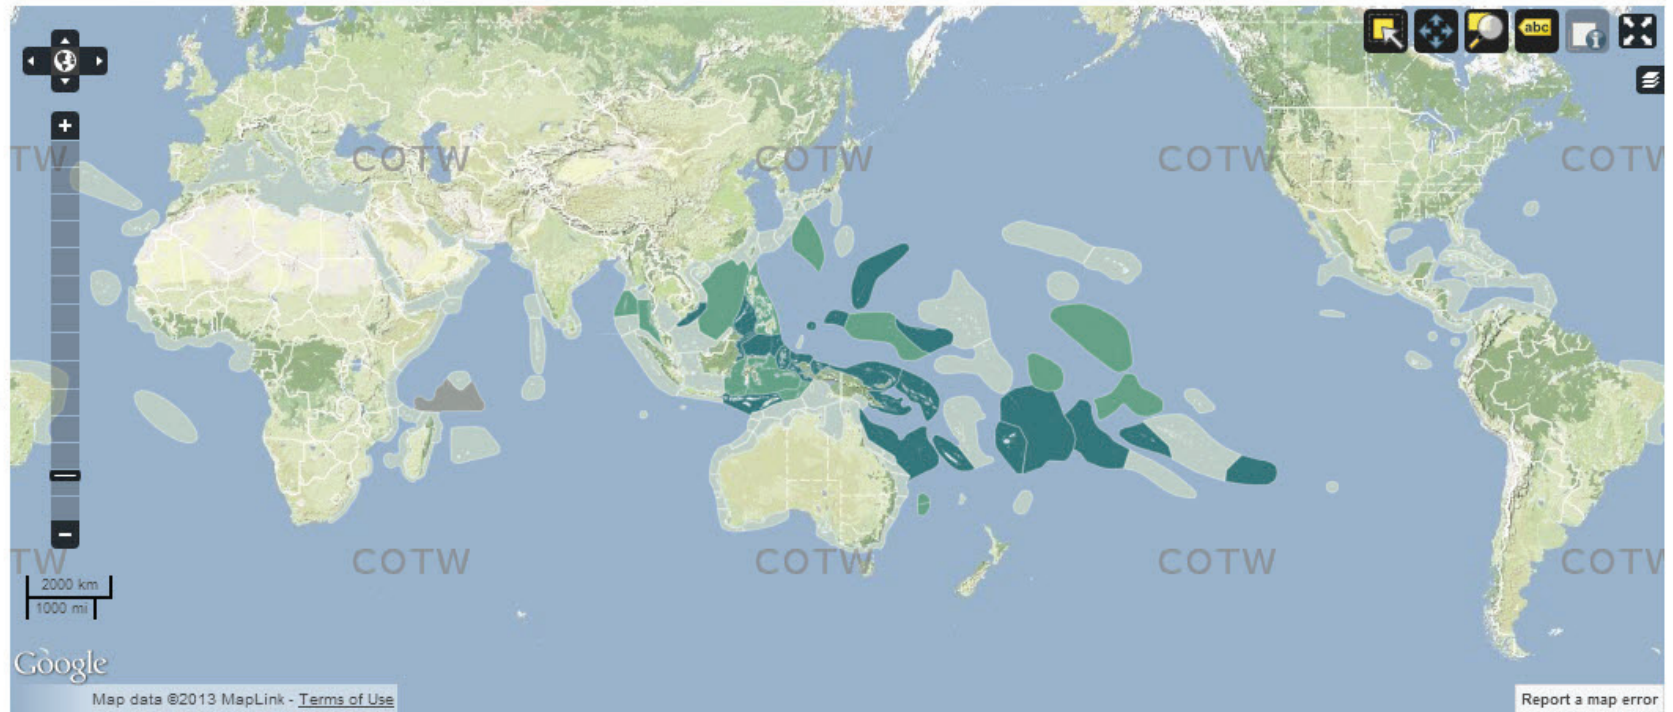 abc
TW COTW COTW COTW COTW
TW COTW COTW COTW COTW
2000 km
1000 mi
Google
Map data ©2013 MapLink - Terms of Use
Report a map error